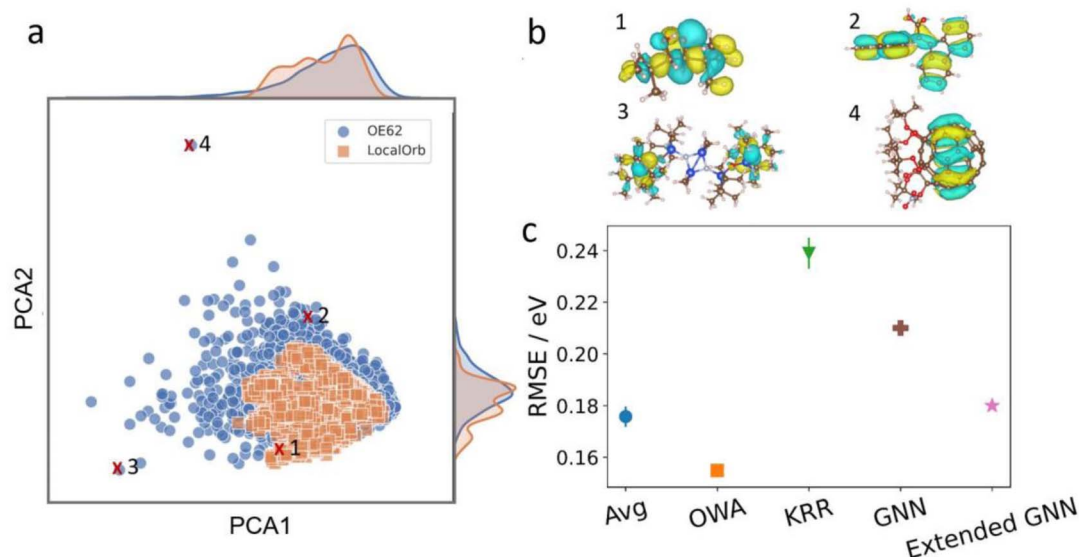 a
OE62
LocalOrb
4
2
1
3
PCA2
PCA1
b
1
2
3
4
c
RMSE / eV
0.24
0.22
0.20
0.18
0.16
Avg
OWA
KRR
GNN
Extended GNN